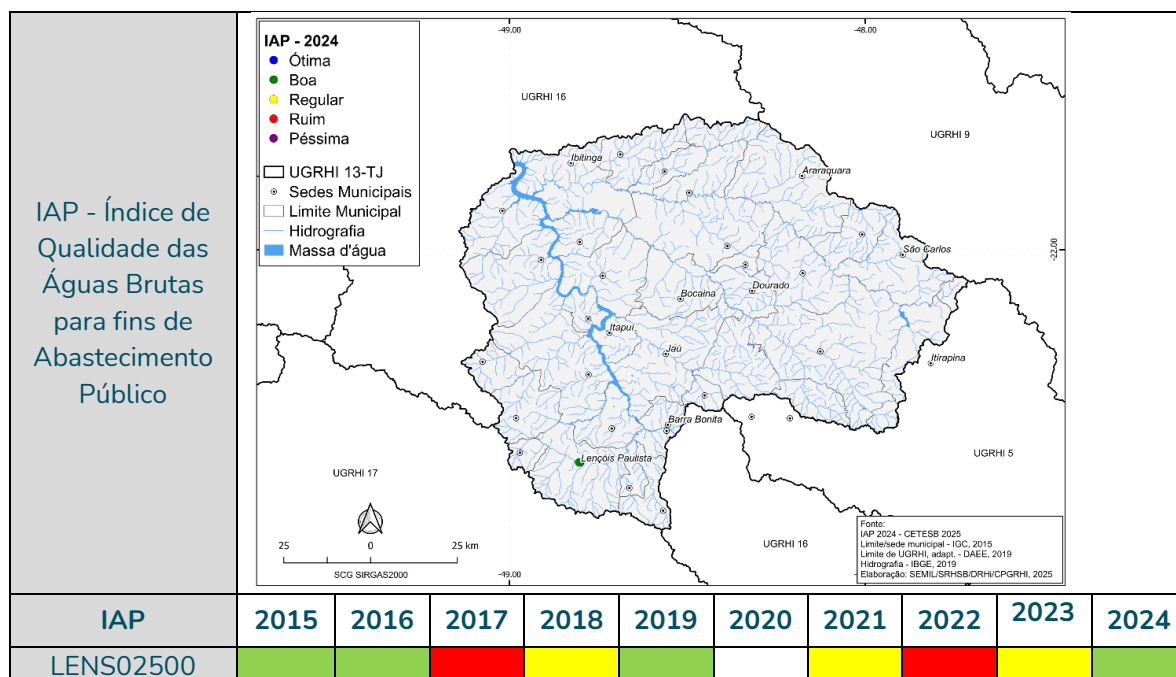 IAP - Índice de
Qualidade das
Águas Brutas
para fins de
Abastecimento
Público
-49.00
-48.00
IAP - 2024
Ótima
Boa
Regular
Ruim
Péssima
UGRHI 13-TJ
Sedes Municipais
Limite Municipal
Hidrografia
Massa d'água
UGRHI 16
UGRHI 9
Ibitinga
Araraquara
São Carlos
-22.00
Dourado
Bocaina
Itapuí
Jaú
Itirapina
Barra Bonita
Lençóis Paulista
UGRHI 17
UGRHI 5
UGRHI 16
25 0 25 km
SCG SIRGAS2000
-49.00
-48.00
Fonte:
IAP 2024 - CETESB 2025
Limite/sede municipal - IGC, 2015
Limite de UGRHI, adapt. - DAEE, 2019
Hidrografia - IBGE, 2019
Elaboração: SEMIL/SRHSB/DRHi/CPGRHI, 2025
IAP 2015 2016 2017 2018 2019 2020 2021 2022 2023 2024
LENS02500